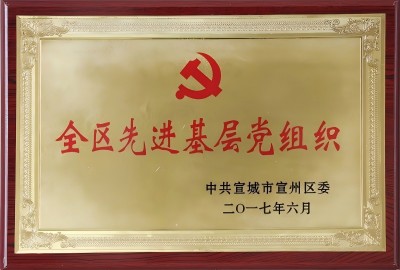 全区先进基层党组织
中共宣城市宣州区委
二〇一七年六月